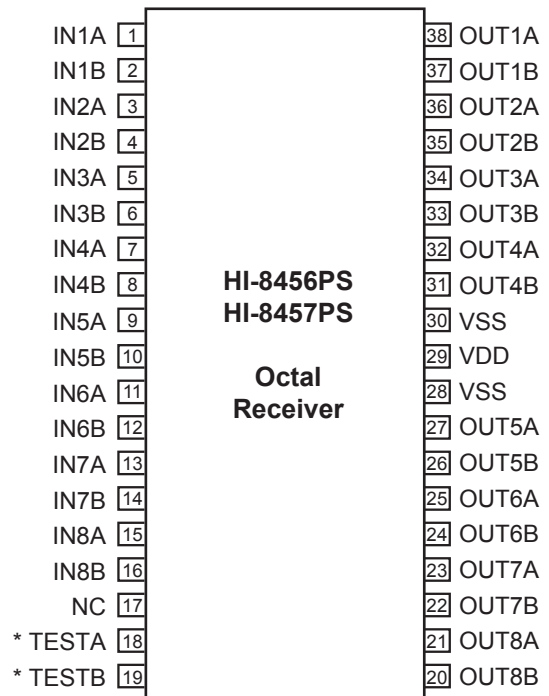 IN1A 1 38 OUT1A
IN1B 2 37 OUT1B
IN2A 3 36 OUT2A
IN2B 4 35 OUT2B
IN3A 5 34 OUT3A
IN3B 6 33 OUT3B
IN4A 7 32 OUT4A
IN4B 8 HI-8456PS 31 OUT4B
IN5A 9 HI-8457PS 30 VSS
IN5B 10 29 VDD
IN6A 11 Octal 28 VSS
IN6B 12 Receiver 27 OUT5A
IN7A 13 26 OUT5B
IN7B 14 25 OUT6A
IN8A 15 24 OUT6B
IN8B 16 23 OUT7A
NC 17 22 OUT7B
* TESTA 18 21 OUT8A
* TESTB 19 20 OUT8B